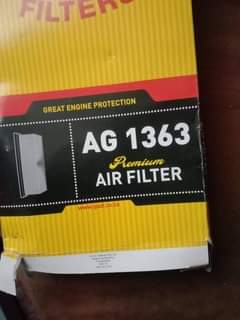 FILTERS
GREAT ENGINE PROTECTION
AG 1363
Premium
AIR FILTER